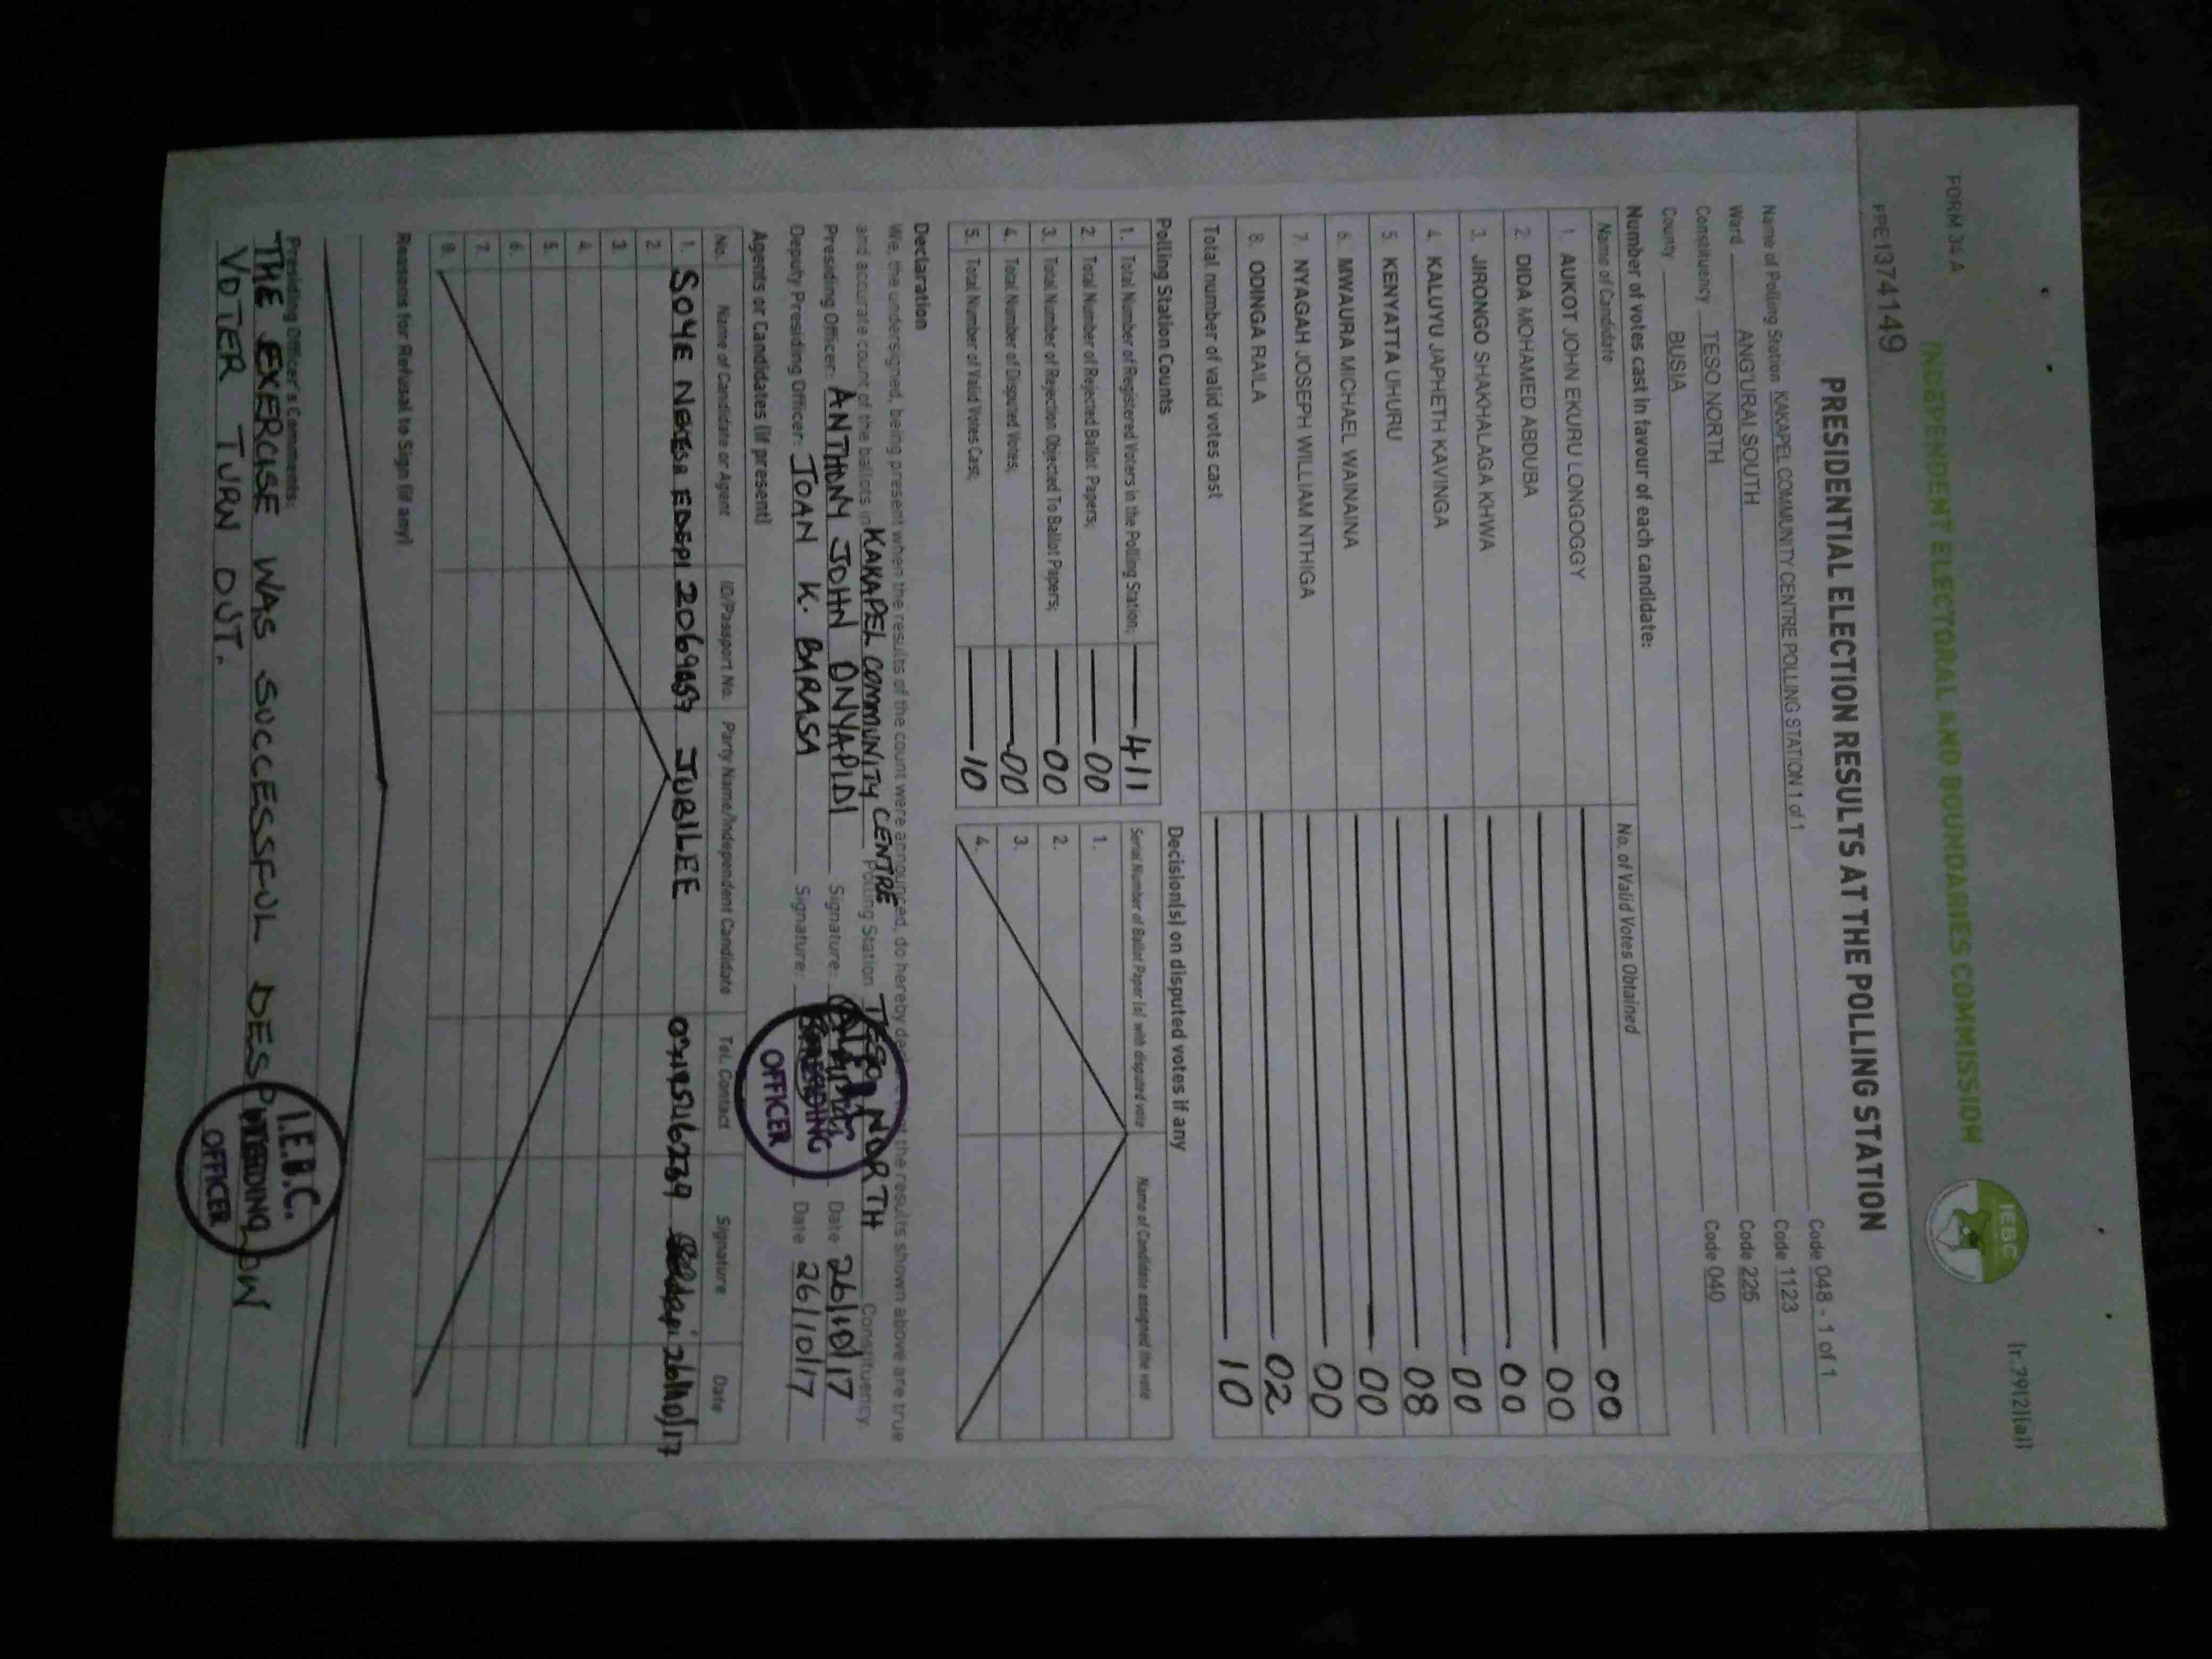 FORM 34 A
(r.79(2)(a))
INDEPENDENT ELECTORAL AND BOUNDARIES COMMISSION
IEBC
FPE1374149
PRESIDENTIAL ELECTION RESULTS AT THE POLLING STATION
Name of Polling Station KAKAPEL COMMUNITY CENTRE POLLING STATION 1 of 1 Code 048 - 1 of 1
Ward ANG'URAI SOUTH Code 1123
Constituency TESO NORTH Code 225
County BUSIA Code 040
Number of votes cast in favour of each candidate:
Name of Candidate No. of Valid Votes Obtained
1. AUKOT JOHN EKURU LONGOGGY 00
2. DIDA MOHAMED ABDUBA 00
3. JIRONGO SHAKHALAGA KHWA 00
4. KALUYU JAPHETH KAVINGA 00
5. KENYATTA UHURU 08
6. MWAURA MICHAEL WAINAINA 00
7. NYAGAH JOSEPH WILLIAM NTHIGA 00
8. ODINGA RAILA 02
Total number of valid votes cast 10
Polling Station Counts
1. Total Number of Registered Voters in the Polling Station; 411
2. Total Number of Rejected Ballot Papers; 00
3. Total Number of Rejection Objected To Ballot Papers; 00
4. Total Number of Disputed Votes; 00
5. Total Number of Valid Votes Cast; 10
Decision(s) on disputed votes if any
Serial Number of Ballot Paper (s) with disputed vote Name of Candidate assigned the vote
1.
2.
3.
4.
Declaration
We, the undersigned, being present when the results of the count were announced, do hereby the results shown above are true
and accurate count of the ballots in KAKAPEL COMMUNITY CENTRE Polling Station TESO NORTH Constituency.
Presiding Officer: ANTHONY JOHN ONYAPIDI Signature: Date 26/10/17
Deputy Presiding Officer: JOAN K. BARASA Signature: Date 26/10/17
PRESIDING
OFFICER
Agents or Candidates (if present)
No. Name of Candidate or Agent ID/Passport No. Party Name/Independent Candidate Tel. Contact Signature Date
1. SOYE JUBILEE 0719546239 26/10/17
2.
3.
4.
5.
6.
7.
8.
Reasons for Refusal to Sign (if any)
Presiding Officer's Comments:
THE EXERCISE WAS SUCCESSFUL DESPITE LOW
VOTER TURN OUT.
I.E.B.C.
PRESIDING
OFFICER